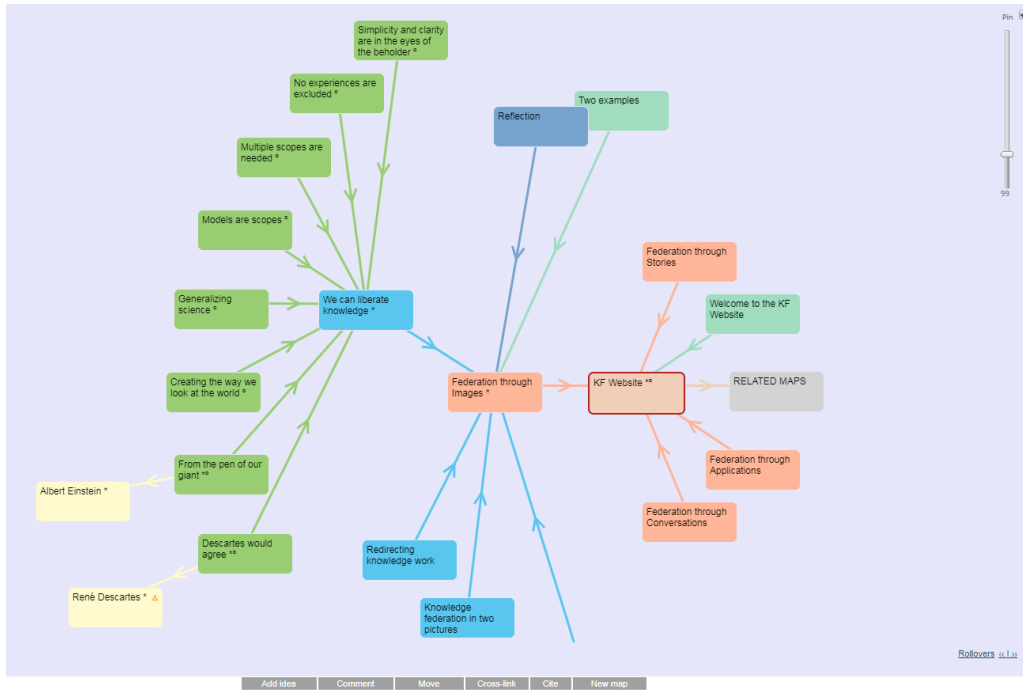 Simplicity and clarity
are in the eyes of
the beholder °
Pin
No experiences are
excluded °
Two examples
Reflection
Multiple scopes are
needed °
99
Models are scopes °
Federation through
Stories
Generalizing
science °
We can liberate
knowledge *
Welcome to the KF
Website
Creating the way we
look at the world °
Federation through
Images *
KF Website *°
RELATED MAPS
From the pen of our
giant *°
Federation through
Applications
Albert Einstein *
Federation through
Conversations
Descartes would
agree *°
Redirecting
knowledge work
Renè Descartes *
Knowledge
federation in two
pictures
Rollovers ‹‹ | ››
Add idea
Comment
Move
Cross-link
Cite
New map